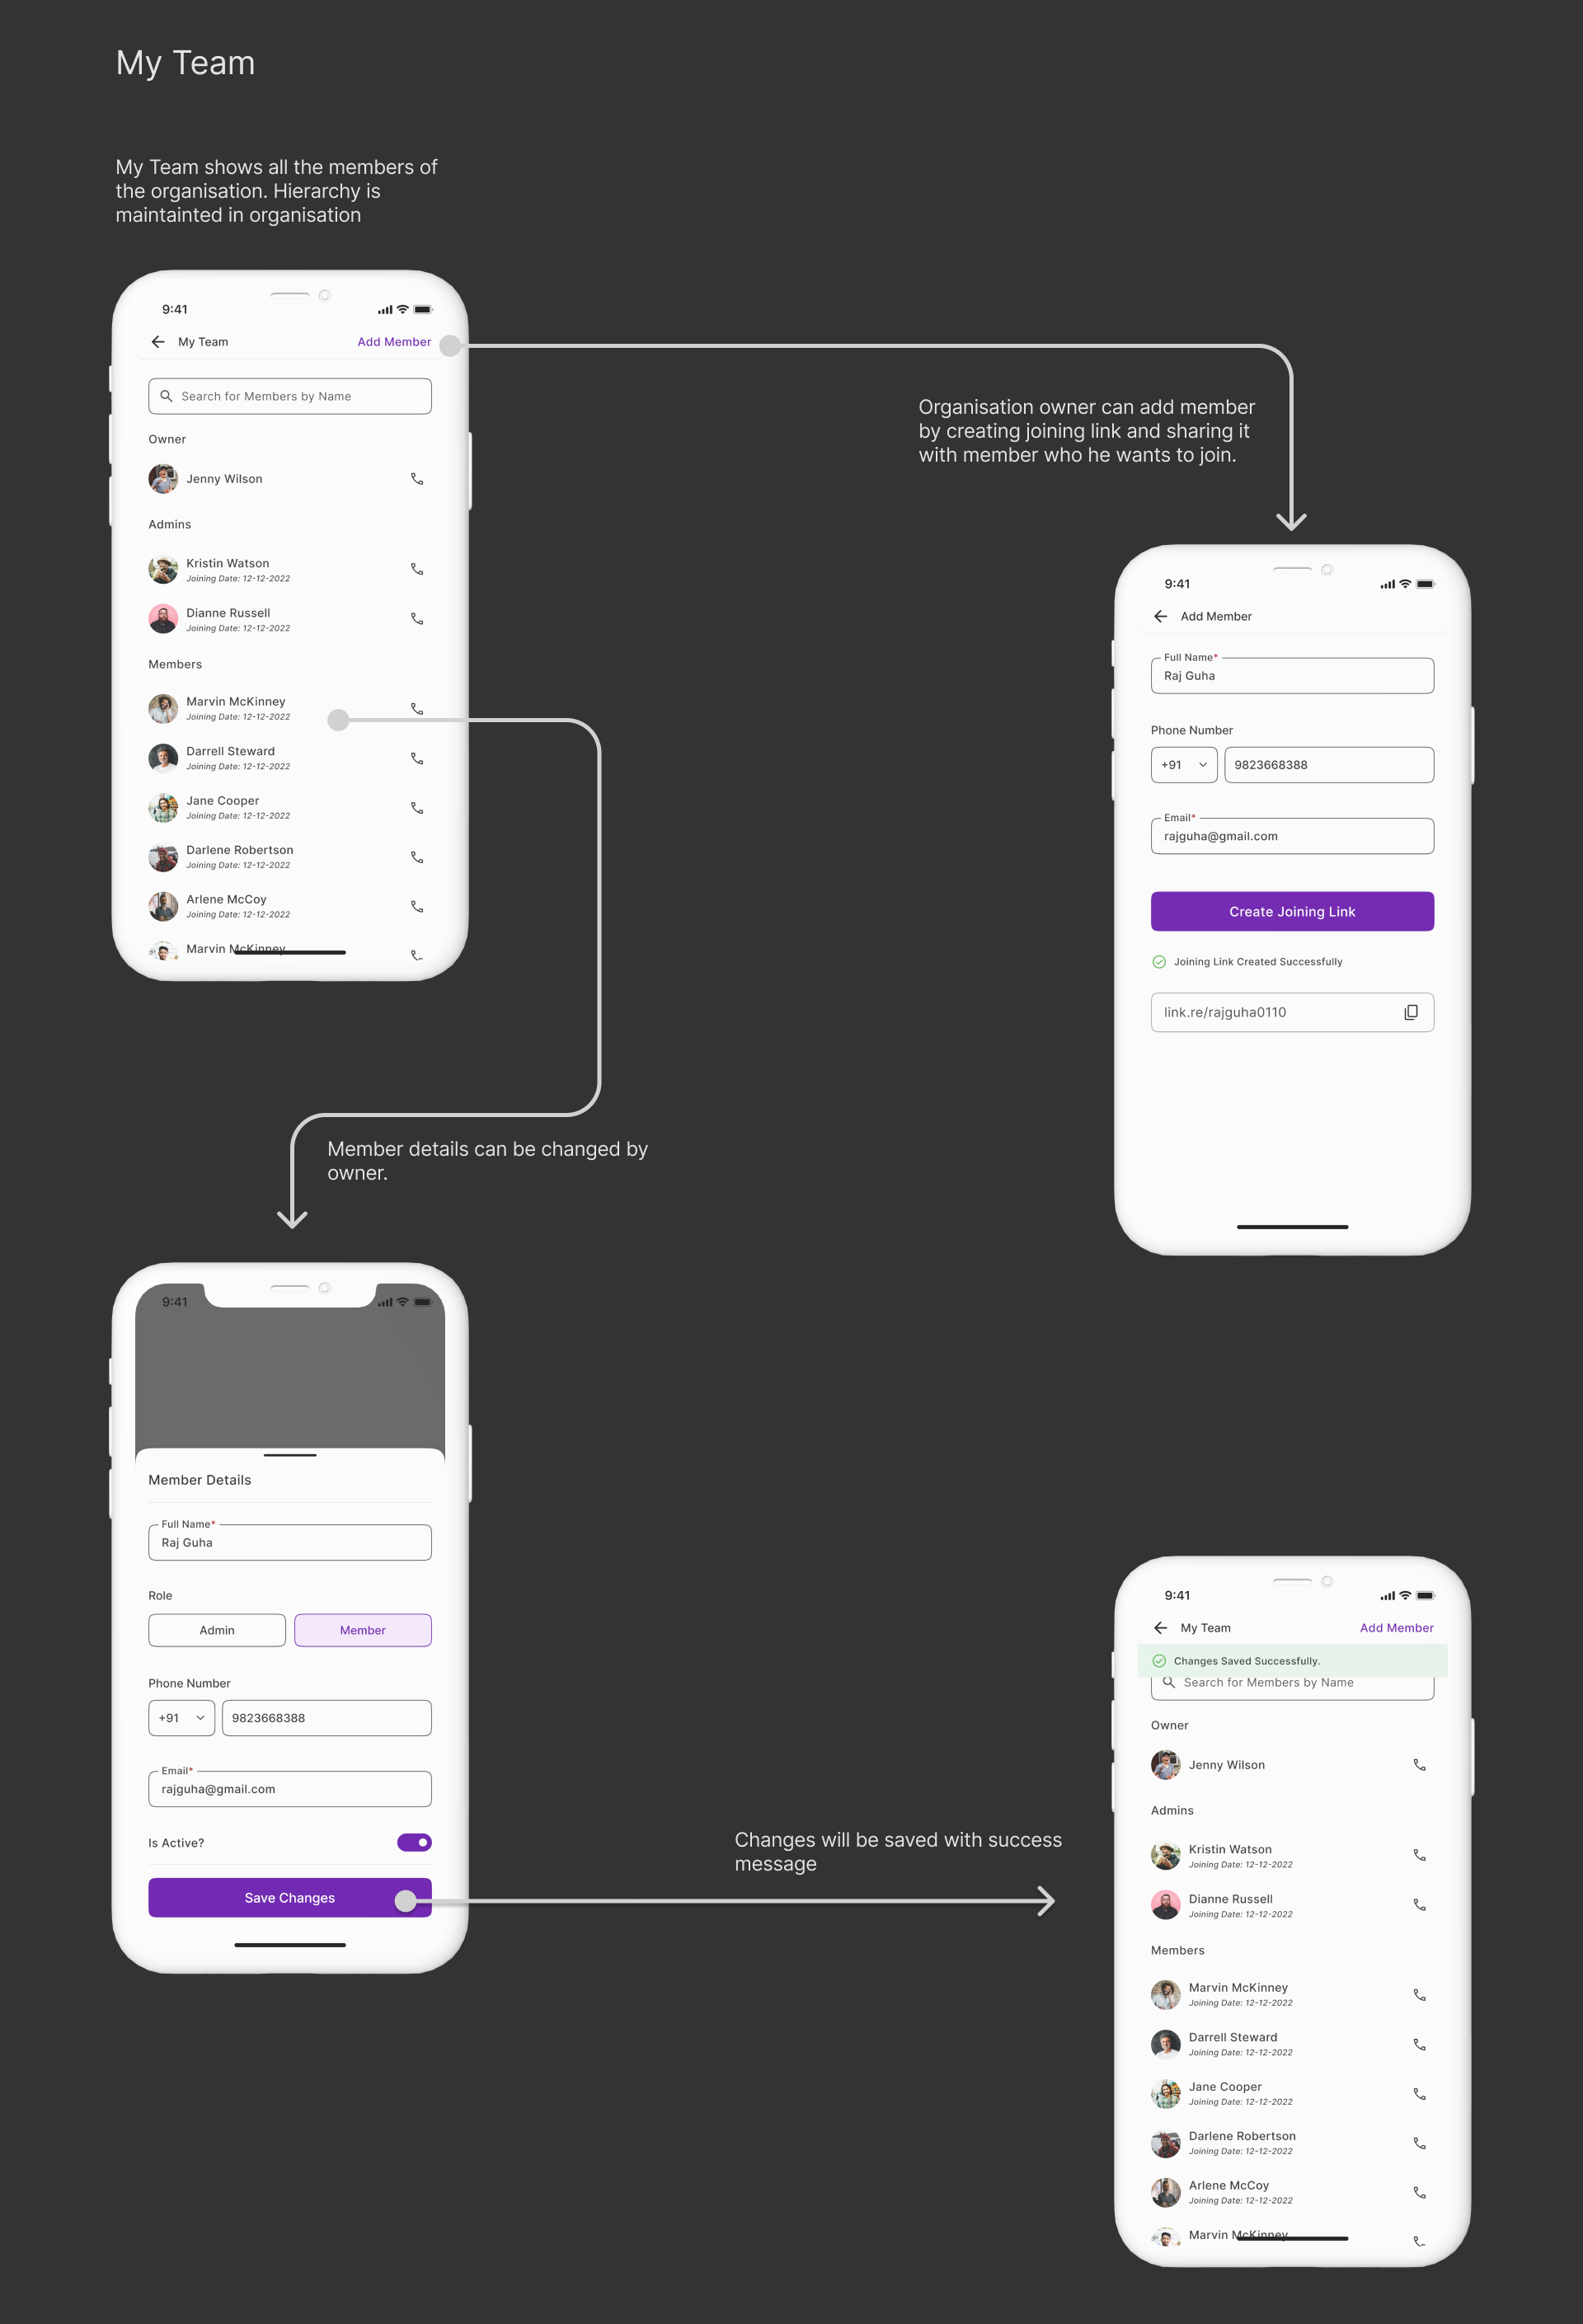 My Team
My Team shows all the members of
the organisation. Hierarchy is
maintainted in organisation
9:41
My Team
Add Member
Search for Members by Name
Owner
Jenny Wilson
Admins
Kristin Watson
Joining Date: 12-12-2022
Dianne Russell
Joining Date: 12-12-2022
Members
Marvin McKinney
Joining Date: 12-12-2022
Darrell Steward
Joining Date: 12-12-2022
Jane Cooper
Joining Date: 12-12-2022
Darlene Robertson
Joining Date: 12-12-2022
Arlene McCoy
Joining Date: 12-12-2022
Marvin McKinney
Organisation owner can add member
by creating joining link and sharing it
with member who he wants to join.
9:41
Add Member
Full Name*
Raj Guha
Phone Number
+91
9823668388
Email*
rajguha@gmail.com
Create Joining Link
Joining Link Created Successfully
link.re/rajguha0110
Member details can be changed by
owner.
9:41
Member Details
Full Name*
Raj Guha
Role
Admin
Member
Phone Number
+91
9823668388
Email*
rajguha@gmail.com
Is Active?
Save Changes
Changes will be saved with success
message
9:41
My Team
Add Member
Changes Saved Successfully.
Search for Members by Name
Owner
Jenny Wilson
Admins
Kristin Watson
Joining Date: 12-12-2022
Dianne Russell
Joining Date: 12-12-2022
Members
Marvin McKinney
Joining Date: 12-12-2022
Darrell Steward
Joining Date: 12-12-2022
Jane Cooper
Joining Date: 12-12-2022
Darlene Robertson
Joining Date: 12-12-2022
Arlene McCoy
Joining Date: 12-12-2022
Marvin McKinney